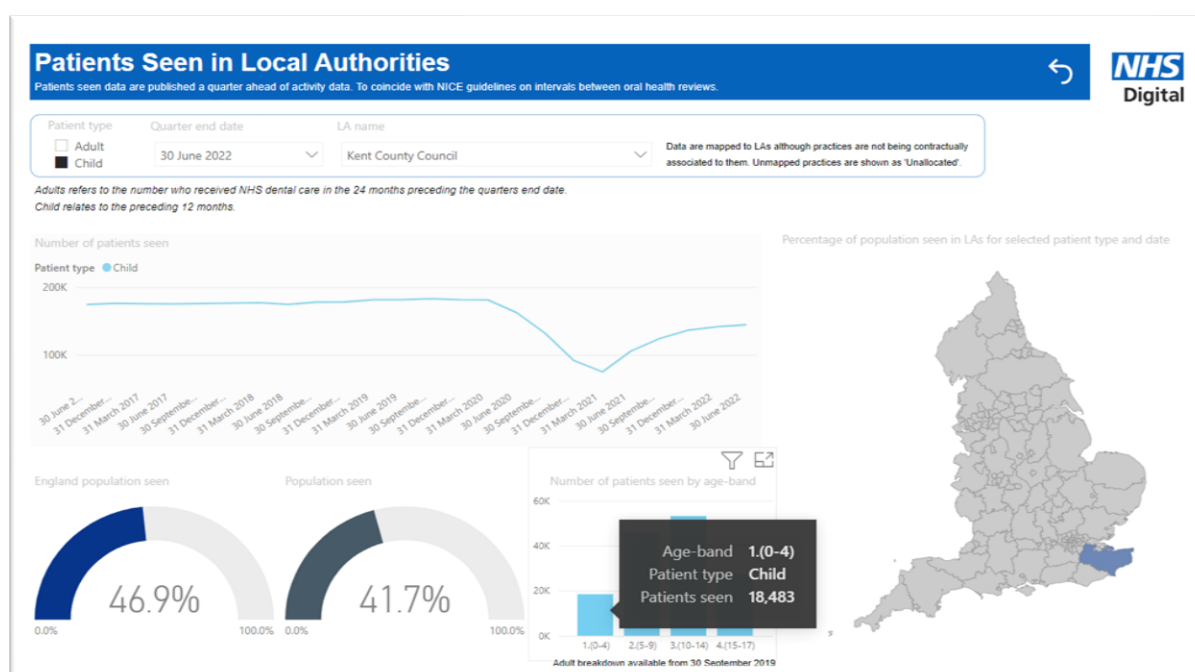 Patients Seen in Local Authorities
Patients seen data are published a quarter ahead of activity data. To coincide with NICE guidelines on intervals between oral health reviews.
NHS
Digital
Patient type
Quarter end date
LA name
Adult
Child
30 June 2022
Kent County Council
Data are mapped to LAs although practices are not being contractually
associated to them. Unmapped practices are shown as 'Unallocated'.
Adults refers to the number who received NHS dental care in the 24 months preceding the quarters end date.
Child relates to the preceding 12 months.
Number of patients seen
Percentage of population seen in LAs for selected patient type and date
Patient type Child
200K
100K
30 June 2...
31 December...
31 March 2017
30 June 2017
30 Septembe...
31 December...
31 March 2018
30 June 2018
30 Septembe...
31 December...
31 March 2019
30 June 2019
30 Septembe...
31 December...
31 March 2020
30 June 2020
30 Septembe...
31 December...
31 March 2021
30 June 2021
30 Septembe...
31 December...
31 March 2022
30 June 2022
England population seen
46.9%
0.0%
100.0%
Population seen
41.7%
0.0%
100.0%
Number of patients seen by age-band
60K
40K
20K
0K
Age-band 1.(0-4)
Patient type Child
Patients seen 18,483
1.(0-4)
2.(5-9)
3.(10-14)
4.(15-17)
Adult breakdown available from 30 September 2019